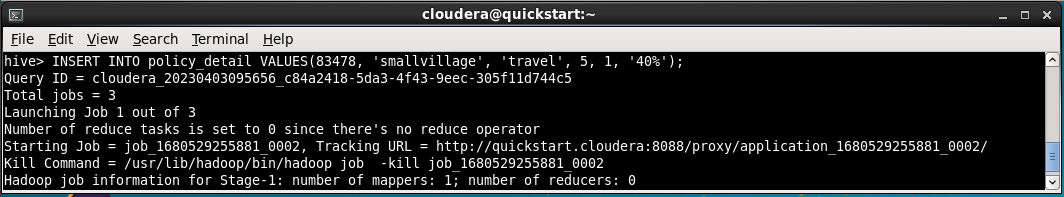 cloudera@quickstart:~
File Edit View Search Terminal Help
hive> INSERT INTO policy_detail VALUES(83478, 'smallvillage', 'travel', 5, 1, '40%');
Query ID = cloudera_20230403095656_c84a2418-5da3-4f43-9eec-305f11d744c5
Total jobs = 3
Launching Job 1 out of 3
Number of reduce tasks is set to 0 since there's no reduce operator
Starting Job = job_1680529255881_0002, Tracking URL = http://quickstart.cloudera:8088/proxy/application_1680529255881_0002/
Kill Command = /usr/lib/hadoop/bin/hadoop job  -kill job_1680529255881_0002
Hadoop job information for Stage-1: number of mappers: 1; number of reducers: 0